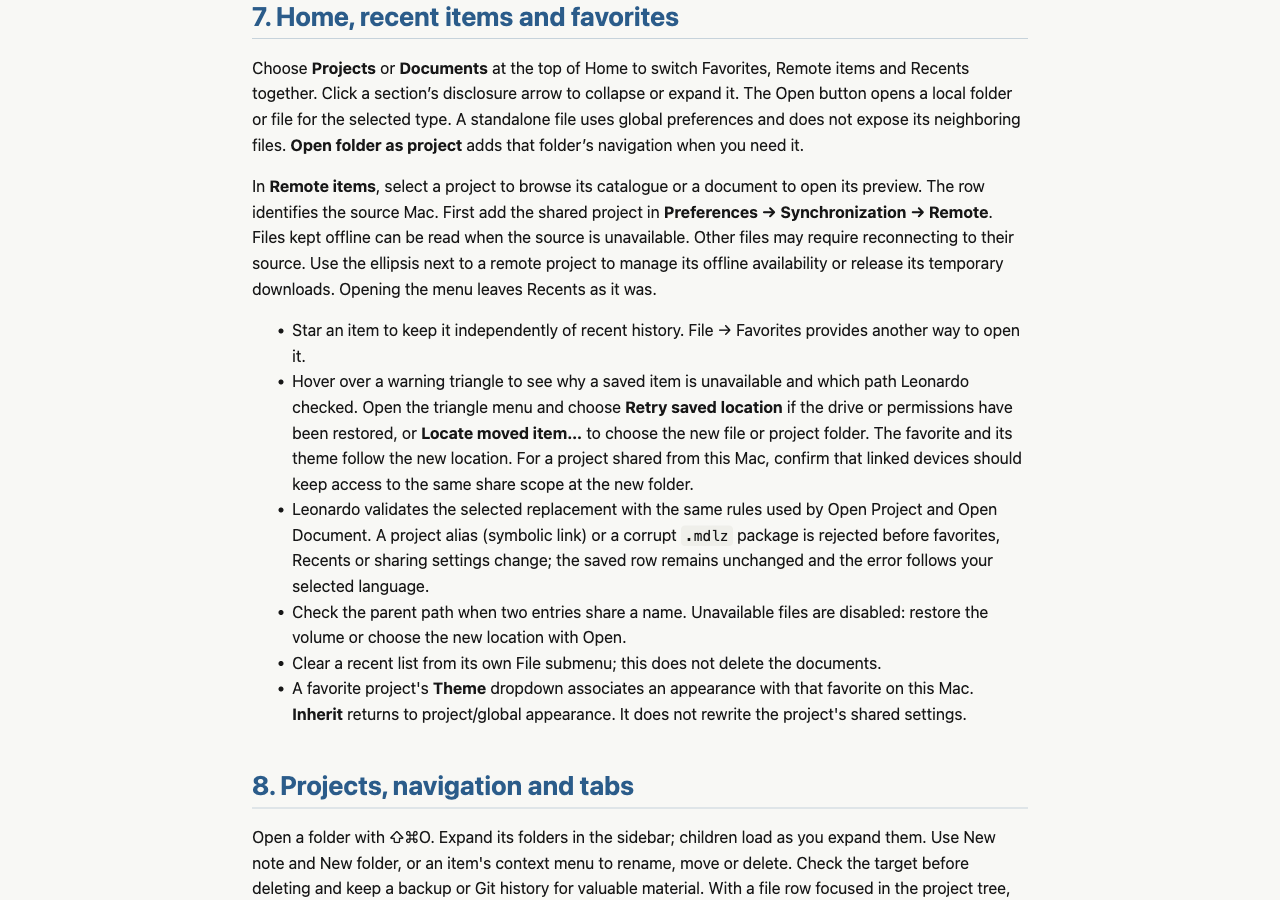 7. Home, recent items and favorites
Choose Projects or Documents at the top of Home to switch Favorites, Remote items and Recents
together. Click a section’s disclosure arrow to collapse or expand it. The Open button opens a local folder
or file for the selected type. A standalone file uses global preferences and does not expose its neighboring
files. Open folder as project adds that folder’s navigation when you need it.
In Remote items, select a project to browse its catalogue or a document to open its preview. The row
identifies the source Mac. First add the shared project in Preferences → Synchronization → Remote.
Files kept offline can be read when the source is unavailable. Other files may require reconnecting to their
source. Use the ellipsis next to a remote project to manage its offline availability or release its temporary
downloads. Opening the menu leaves Recents as it was.
• Star an item to keep it independently of recent history. File → Favorites provides another way to open
it.
• Hover over a warning triangle to see why a saved item is unavailable and which path Leonardo
checked. Open the triangle menu and choose Retry saved location if the drive or permissions have
been restored, or Locate moved item… to choose the new file or project folder. The favorite and its
theme follow the new location. For a project shared from this Mac, confirm that linked devices should
keep access to the same share scope at the new folder.
• Leonardo validates the selected replacement with the same rules used by Open Project and Open
Document. A project alias (symbolic link) or a corrupt .mdlz package is rejected before favorites,
Recents or sharing settings change; the saved row remains unchanged and the error follows your
selected language.
• Check the parent path when two entries share a name. Unavailable files are disabled: restore the
volume or choose the new location with Open.
• Clear a recent list from its own File submenu; this does not delete the documents.
• A favorite project's Theme dropdown associates an appearance with that favorite on this Mac.
Inherit returns to project/global appearance. It does not rewrite the project's shared settings.
8. Projects, navigation and tabs
Open a folder with ⇧⌘O. Expand its folders in the sidebar; children load as you expand them. Use New
note and New folder, or an item's context menu to rename, move or delete. Check the target before
deleting and keep a backup or Git history for valuable material. With a file row focused in the project tree,